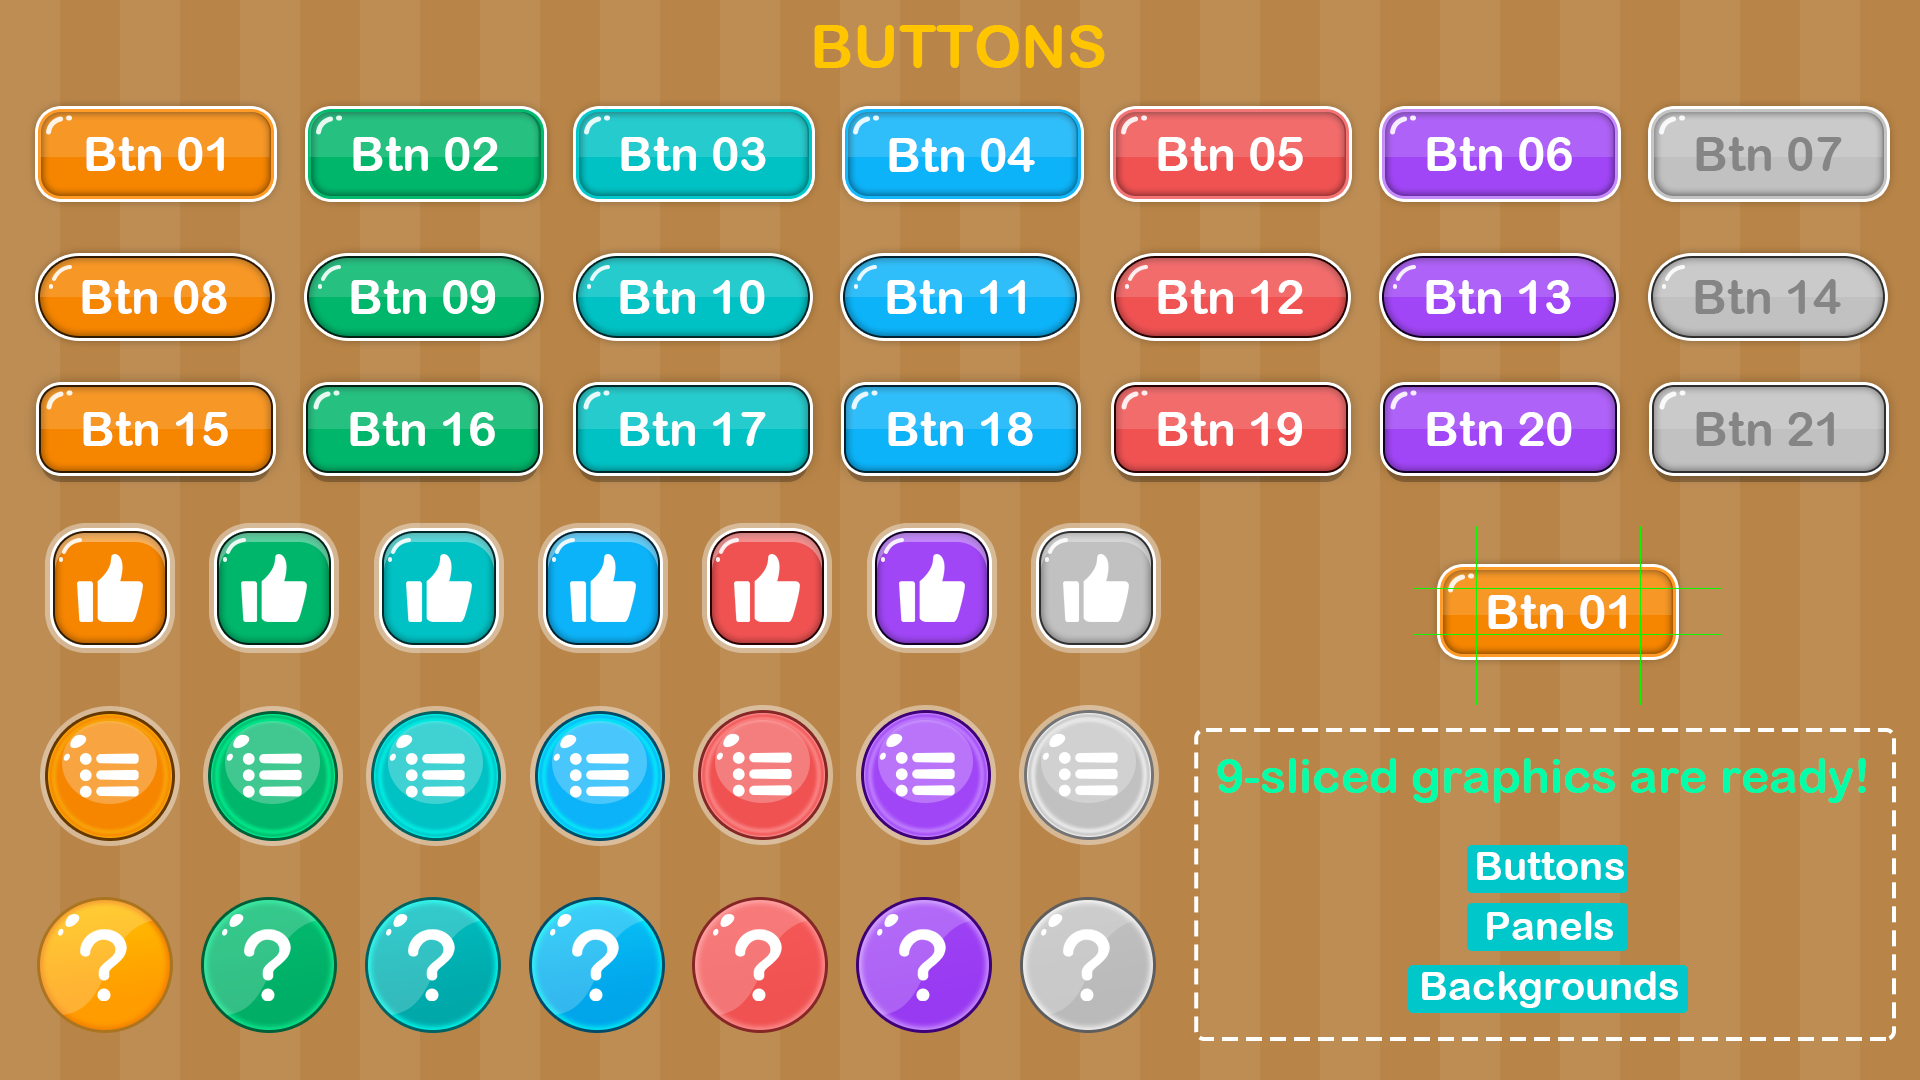 BUTTONS
Btn 01 Btn 02 Btn 03 Btn 04 Btn 05 Btn 06 Btn 07
Btn 08 Btn 09 Btn 10 Btn 11 Btn 12 Btn 13 Btn 14
Btn 15 Btn 16 Btn 17 Btn 18 Btn 19 Btn 20 Btn 21
Btn 01
9-sliced graphics are ready!
Buttons
Panels
Backgrounds
? ? ? ? ? ? ?